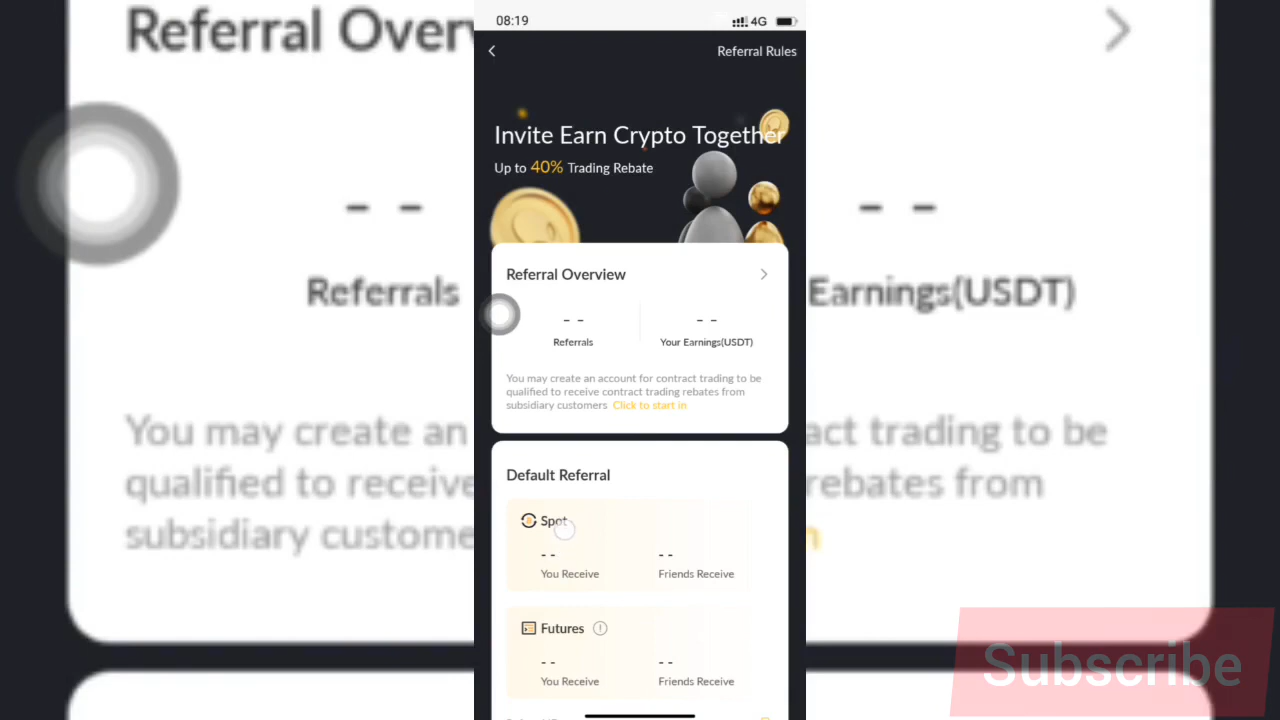 08:19
4G
Referral Rules
Invite Earn Crypto Together
Up to 40% Trading Rebate
Referral Overview
- -
- -
Referrals
Your Earnings(USDT)
You may create an account for contract trading to be
qualified to receive contract trading rebates from
subsidiary customers Click to start in
Default Referral
Spot
- -
- -
You Receive
Friends Receive
Futures
- -
- -
You Receive
Friends Receive
Referral Over
- -
- -
Referrals
Earnings(USDT)
You may create an
act trading to be
qualified to receive
rebates from
subsidiary custome
Subscribe